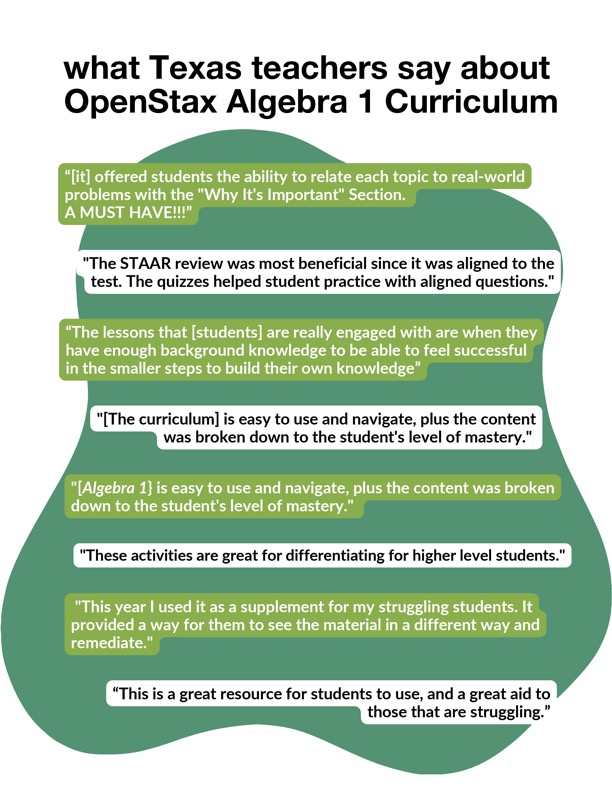 what Texas teachers say about
OpenStax Algebra 1 Curriculum
“[it] offered students the ability to relate each topic to real-world
problems with the "Why It's Important" Section.
A MUST HAVE!!!”
"The STAAR review was most beneficial since it was aligned to the
test. The quizzes helped student practice with aligned questions."
“The lessons that [students] are really engaged with are when they
have enough background knowledge to be able to feel successful
in the smaller steps to build their own knowledge”
"[The curriculum] is easy to use and navigate, plus the content
was broken down to the student's level of mastery."
"[Algebra 1} is easy to use and navigate, plus the content was broken
down to the student's level of mastery."
"These activities are great for differentiating for higher level students."
"This year I used it as a supplement for my struggling students. It
provided a way for them to see the material in a different way and
remediate."
“This is a great resource for students to use, and a great aid to
those that are struggling.”